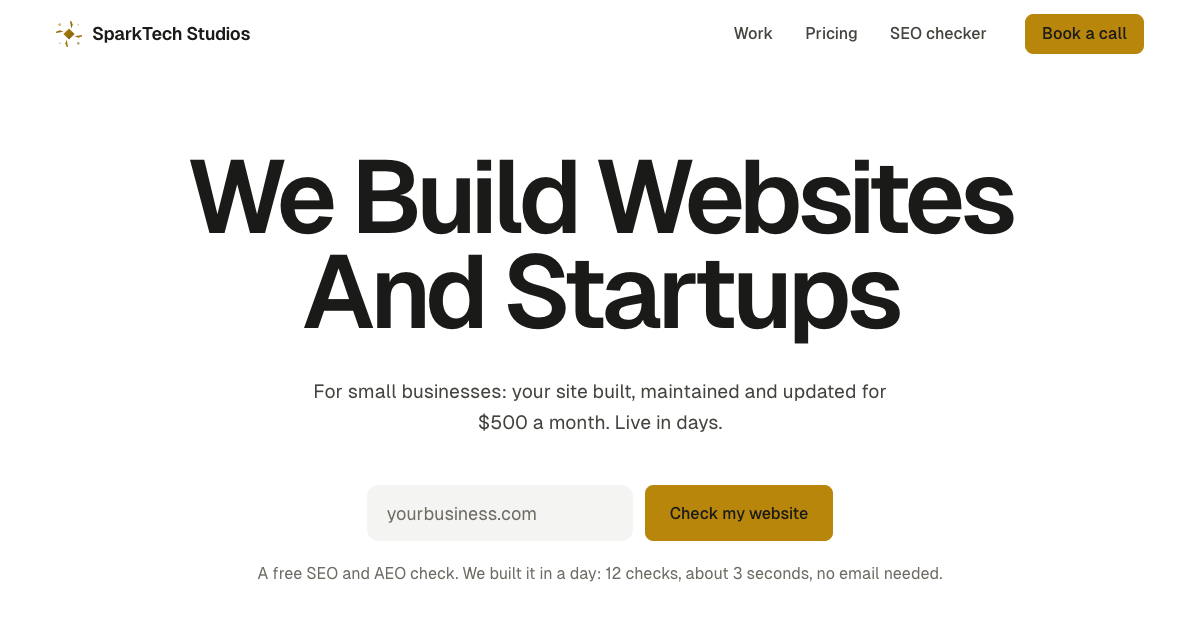 SparkTech Studios
Work
Pricing
SEO checker
Book a call
We Build Websites
And Startups
For small businesses: your site built, maintained and updated for
$500 a month. Live in days.
yourbusiness.com
Check my website
A free SEO and AEO check. We built it in a day: 12 checks, about 3 seconds, no email needed.